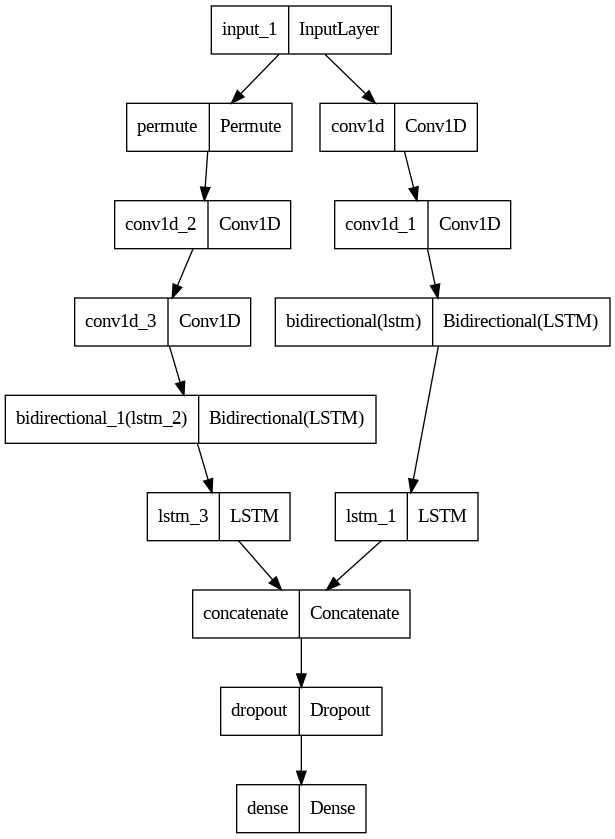 input_1 InputLayer
permute Permute conv1d Conv1D
conv1d_2 Conv1D conv1d_1 Conv1D
conv1d_3 Conv1D bidirectional(lstm) Bidirectional(LSTM)
bidirectional_1(lstm_2) Bidirectional(LSTM)
lstm_3 LSTM lstm_1 LSTM
concatenate Concatenate
dropout Dropout
dense Dense